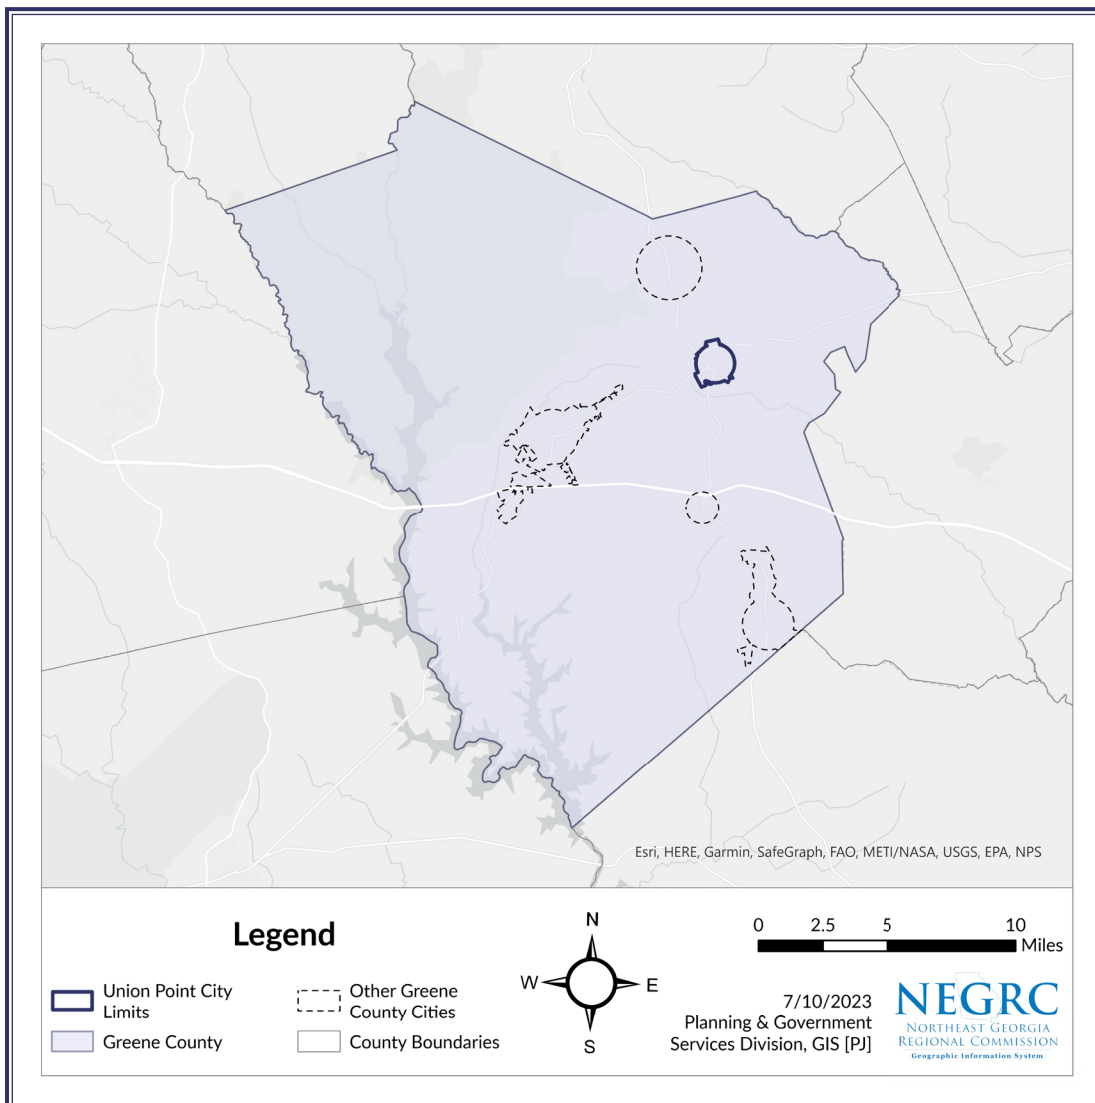 Esri, HERE, Garmin, SafeGraph, FAO, METI/NASA, USGS, EPA, NPS
Legend
Union Point City
Limits
Greene County
Other Greene
County Cities
County Boundaries
N
W
E
S
0 2.5 5 10
Miles
7/10/2023
Planning & Government
Services Division, GIS [PJ]
NEGRC
NORTHEAST GEORGIA
REGIONAL COMMISSION
Geographic Information System